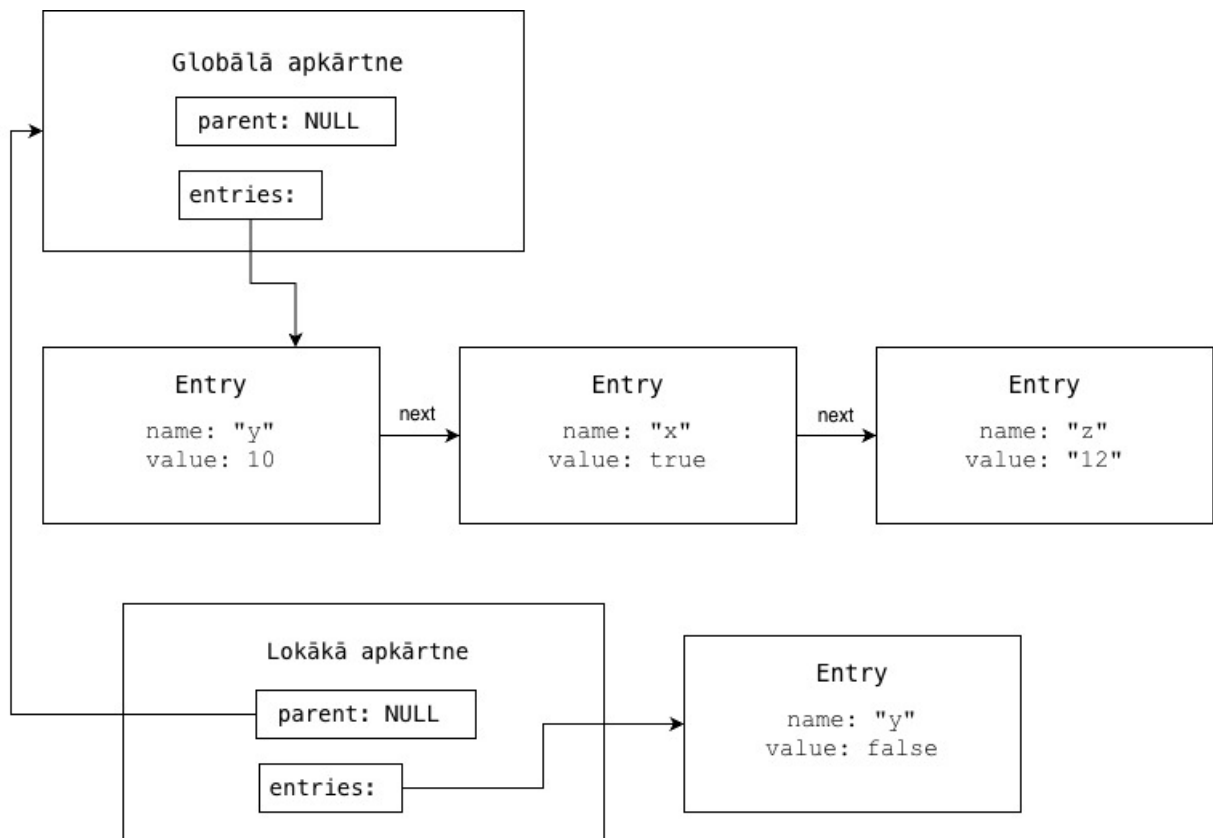 Globālā apkārtne
parent: NULL
entries:
Entry
name: "y"
value: 10
next
Entry
name: "x"
value: true
next
Entry
name: "z"
value: "12"
Lokākā apkārtne
parent: NULL
entries:
Entry
name: "y"
value: false